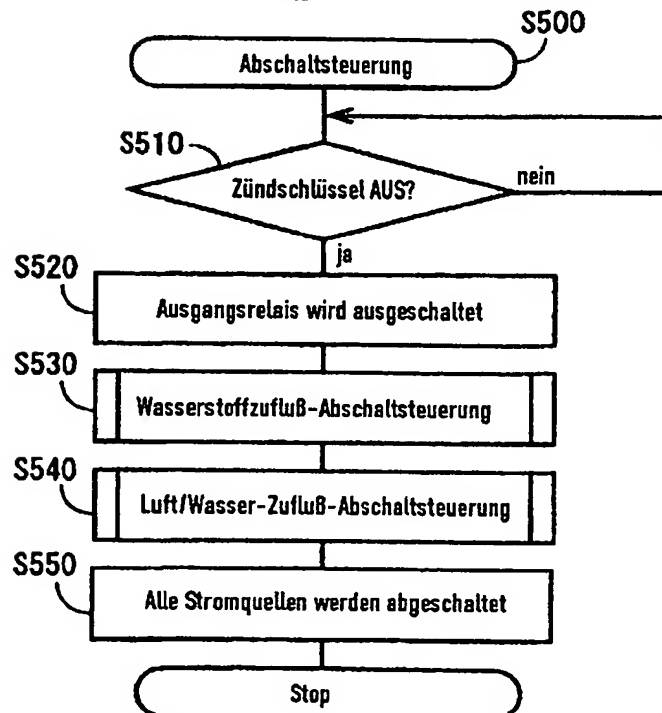 S500
Abschaltsteuerung
S510
Zündschlüssel AUS?
nein
ja
S520
Ausgangsrelais wird ausgeschaltet
S530
Wasserstoffzufluß-Abschaltsteuerung
S540
Luft/Wasser-Zufluß-Abschaltsteuerung
S550
Alle Stromquellen werden abgeschaltet
Stop